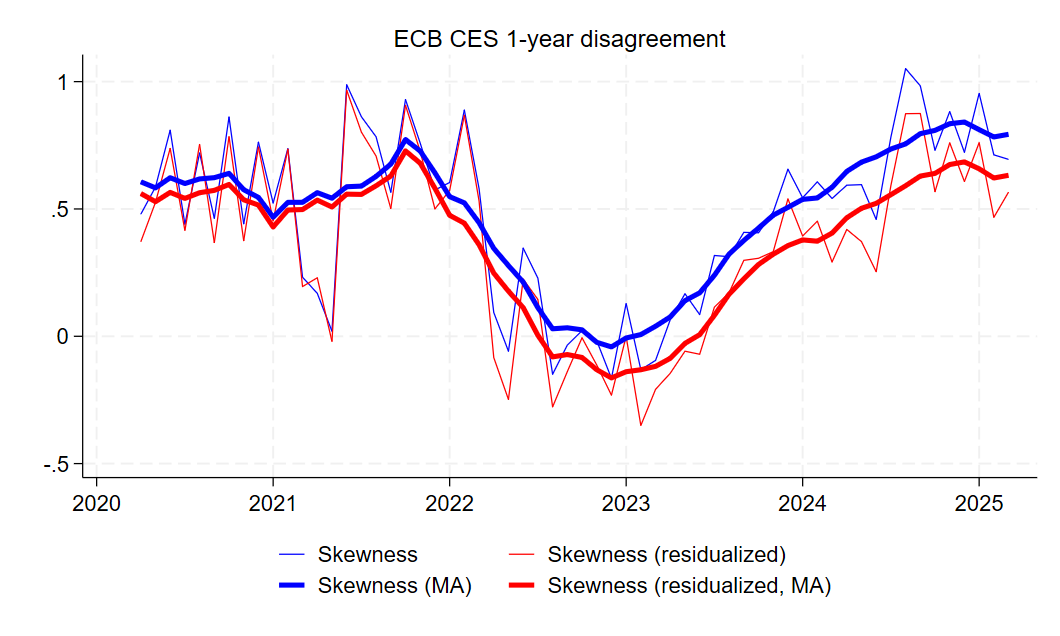 ECB CES 1-year disagreement
1
.5
0
-.5
2020 2021 2022 2023 2024 2025
Skewness Skewness (residualized)
Skewness (MA) Skewness (residualized, MA)